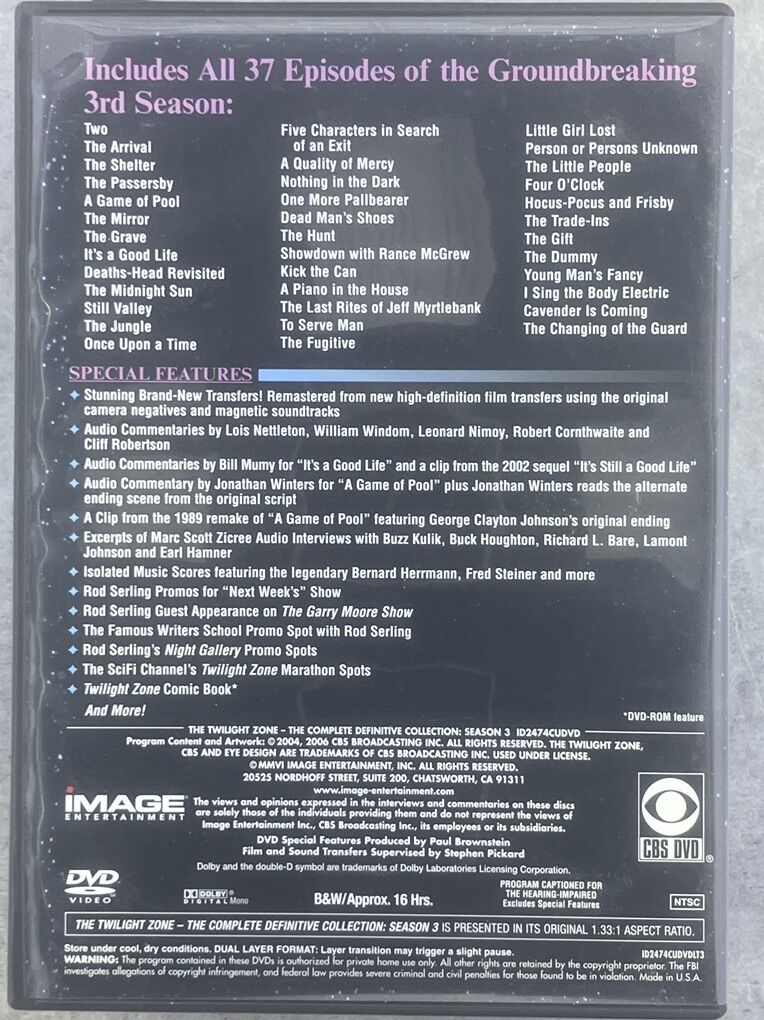 Includes All 37 Episodes of the Groundbreaking
3rd Season:
Two
The Arrival
The Shelter
The Passersby
A Game of Pool
The Mirror
The Grave
It's a Good Life
Deaths-Head Revisited
The Midnight Sun
Still Valley
The Jungle
Once Upon a Time
Five Characters in Search
of an Exit
A Quality of Mercy
Nothing in the Dark
One More Pallbearer
Dead Man's Shoes
The Hunt
Showdown with Rance McGrew
Kick the Can
A Piano in the House
The Last Rites of Jeff Myrtlebank
To Serve Man
The Fugitive
Little Girl Lost
Person or Persons Unknown
The Little People
Four O'Clock
Hocus-Pocus and Frisby
The Trade-Ins
The Gift
The Dummy
Young Man's Fancy
I Sing the Body Electric
Cavender Is Coming
The Changing of the Guard
SPECIAL FEATURES
✦ Stunning Brand-New Transfers! Remastered from new high-definition film transfers using the original
camera negatives and magnetic soundtracks
✦ Audio Commentaries by Lois Nettleton, William Windom, Leonard Nimoy, Robert Cornthwaite and
Cliff Robertson
✦ Audio Commentaries by Bill Mumy for "It's a Good Life" and a clip from the 2002 sequel "It's Still a Good Life"
✦ Audio Commentary by Jonathan Winters for "A Game of Pool" plus Jonathan Winters reads the alternate
ending scene from the original script
✦ A Clip from the 1989 remake of "A Game of Pool" featuring George Clayton Johnson's original ending
✦ Excerpts of Marc Scott Zicree Audio Interviews with Buzz Kulik, Buck Houghton, Richard L. Bare, Lamont
Johnson and Earl Hamner
✦ Isolated Music Scores featuring the legendary Bernard Herrmann, Fred Steiner and more
✦ Rod Serling Promos for "Next Week's" Show
✦ Rod Serling Guest Appearance on The Garry Moore Show
✦ The Famous Writers School Promo Spot with Rod Serling
✦ Rod Serling's Night Gallery Promo Spots
✦ The SciFi Channel's Twilight Zone Marathon Spots
✦ Twilight Zone Comic Book*
And More!
*DVD-ROM feature
THE TWILIGHT ZONE – THE COMPLETE DEFINITIVE COLLECTION: SEASON 3 ID2474CUDVD
Program Content and Artwork: © 2004, 2006 CBS BROADCASTING INC. ALL RIGHTS RESERVED. THE TWILIGHT ZONE,
CBS AND EYE DESIGN ARE TRADEMARKS OF CBS BROADCASTING INC. USED UNDER LICENSE.
© MMVI IMAGE ENTERTAINMENT, INC. ALL RIGHTS RESERVED.
20525 NORDHOFF STREET, SUITE 200, CHATSWORTH, CA 91311
www.image-entertainment.com
IMAGE
ENTERTAINMENT®
The views and opinions expressed in the interviews and commentaries on these discs
are solely those of the individuals providing them and do not represent the views of
Image Entertainment Inc., CBS Broadcasting Inc., its employees or its subsidiaries.
DVD Special Features Produced by Paul Brownstein
Film and Sound Transfers Supervised by Stephen Pickard
CBS DVD®
Dolby and the double-D symbol are trademarks of Dolby Laboratories Licensing Corporation.
DVD
VIDEO
DOLBY®
DIGITAL Mono
B&W/Approx. 16 Hrs.
PROGRAM CAPTIONED FOR
THE HEARING-IMPAIRED
Excludes Special Features
NTSC
THE TWILIGHT ZONE – THE COMPLETE DEFINITIVE COLLECTION: SEASON 3 IS PRESENTED IN ITS ORIGINAL 1.33:1 ASPECT RATIO.
Store under cool, dry conditions. DUAL LAYER FORMAT: Layer transition may trigger a slight pause.
ID2474CUDVDLT3
WARNING: The program contained in these DVDs is authorized for private home use only. All other rights are retained by the copyright proprietor. The FBI
investigates allegations of copyright infringement, and federal law provides severe criminal and civil penalties for those found to be in violation. Made in U.S.A.